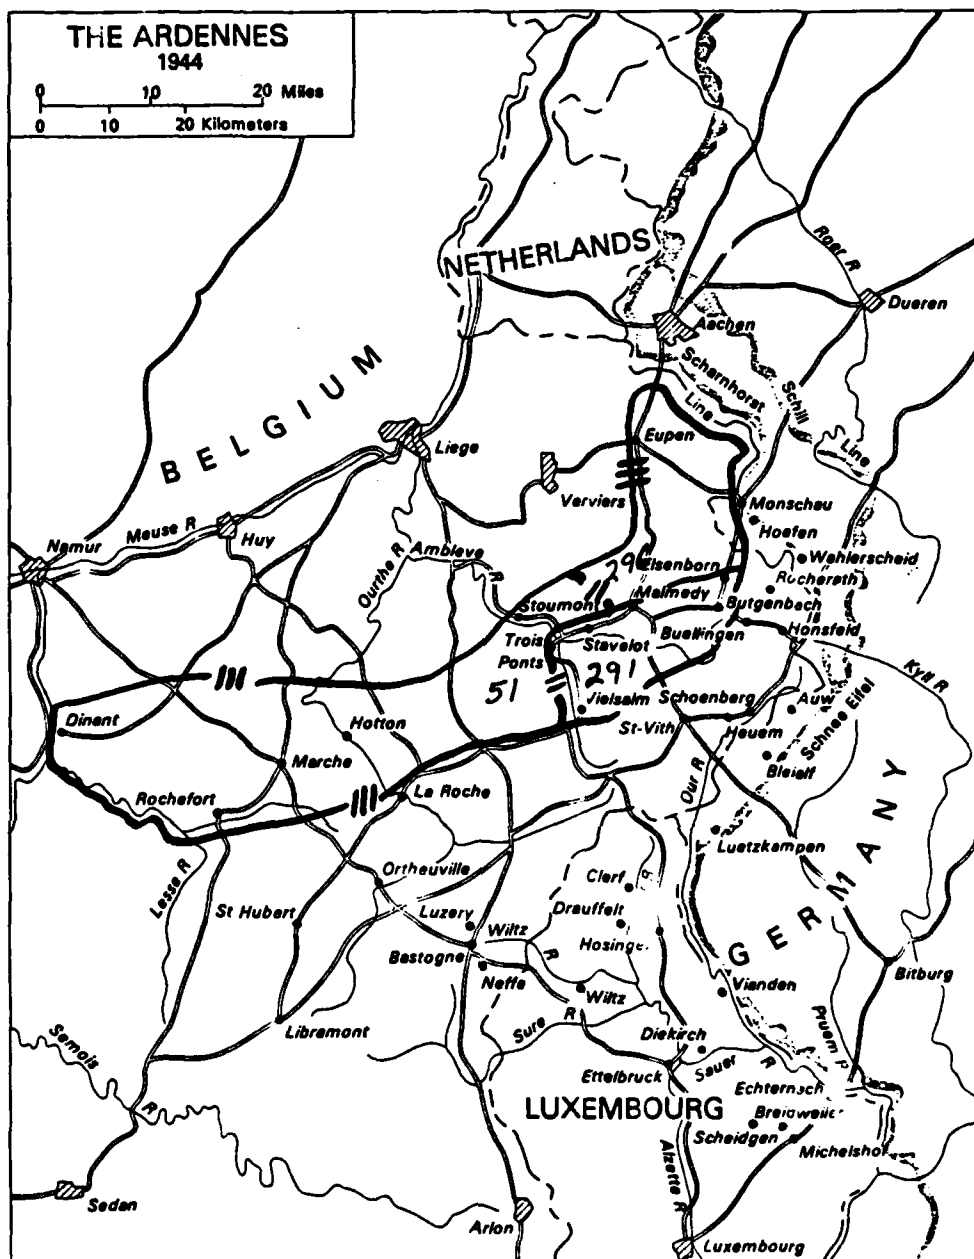 THE ARDENNES
1944
0 10 20 Miles
0 10 20 Kilometers
NETHERLANDS
Roer R
Dueren
Aachen
BELGIUM
Scharnhorst
Line
Schill
Line
Liege
Eupen
Verviers
Monschau
Hoefen
Meuse R
Namur
Huy
Ambleve
R
Ourthe R
Elsenborn
Wahlerscheid
Rocherath
Malmedy
Butgenbach
Stoumont
Trois
Ponts
Stavelot
Buellingen
Honsfeld
Kyll R
51
291
Vielsalm
Schoenberg
Auw
Schnee Eifel
Dinant
Hotton
St-Vith
Heuem
Bleialf
Marche
La Roche
Our R
Rochefort
Luetzkampen
GERMANY
Lesse R
Ortheuville
Clerf
R
St Hubert
Luzery
Drauffelt
Wiltz
R
Bastogne
Hosinge
Neffe
Wiltz
Vianden
Bitburg
Libramont
Sure R
Diekirch
Pruem R
Semois
R
Ettelbruck
Sauer
R
Echternach
LUXEMBOURG
Breidweiler
Scheidgen
Michelshof
Alzette R
Sedan
Arlon
Luxembourg